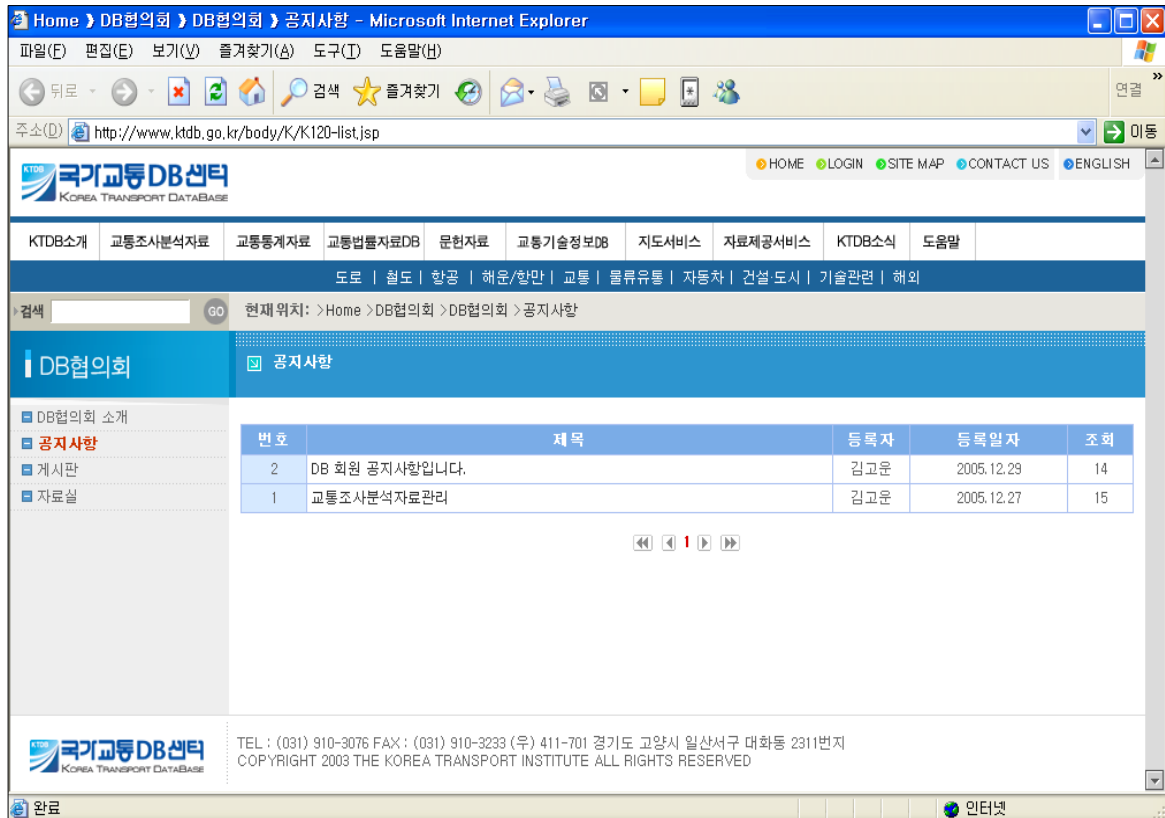 Home 》 DB협의회 》 DB협의회 》 공지사항 - Microsoft Internet Explorer
파일(F) 편집(E) 보기(V) 즐겨찾기(A) 도구(T) 도움말(H)
뒤로 검색 즐겨찾기 연결
주소(D) http://www.ktdb.go.kr/body/K/K120-list.jsp 이동
KTDB 국가교통DB센터
KOREA TRANSPORT DATABASE
HOME LOGIN SITE MAP CONTACT US ENGLISH
KTDB소개 교통조사분석자료 교통통계자료 교통법률자료DB 문헌자료 교통기술정보DB 지도서비스 자료제공서비스 KTDB소식 도움말
도로 | 철도 | 항공 | 해운/항만 | 교통 | 물류유통 | 자동차 | 건설·도시 | 기술관련 | 해외
검색 GO 현재위치: >Home >DB협의회 >DB협의회 >공지사항
DB협의회
공지사항
DB협의회 소개
공지사항
게시판
자료실
번호 제목 등록자 등록일자 조회
2 DB 회원 공지사항입니다. 김고운 2005.12.29 14
1 교통조사분석자료관리 김고운 2005.12.27 15
1
KTDB 국가교통DB센터
KOREA TRANSPORT DATABASE
TEL : (031) 910-3076 FAX : (031) 910-3233 (우) 411-701 경기도 고양시 일산서구 대화동 2311번지
COPYRIGHT 2003 THE KOREA TRANSPORT INSTITUTE ALL RIGHTS RESERVED
완료 인터넷